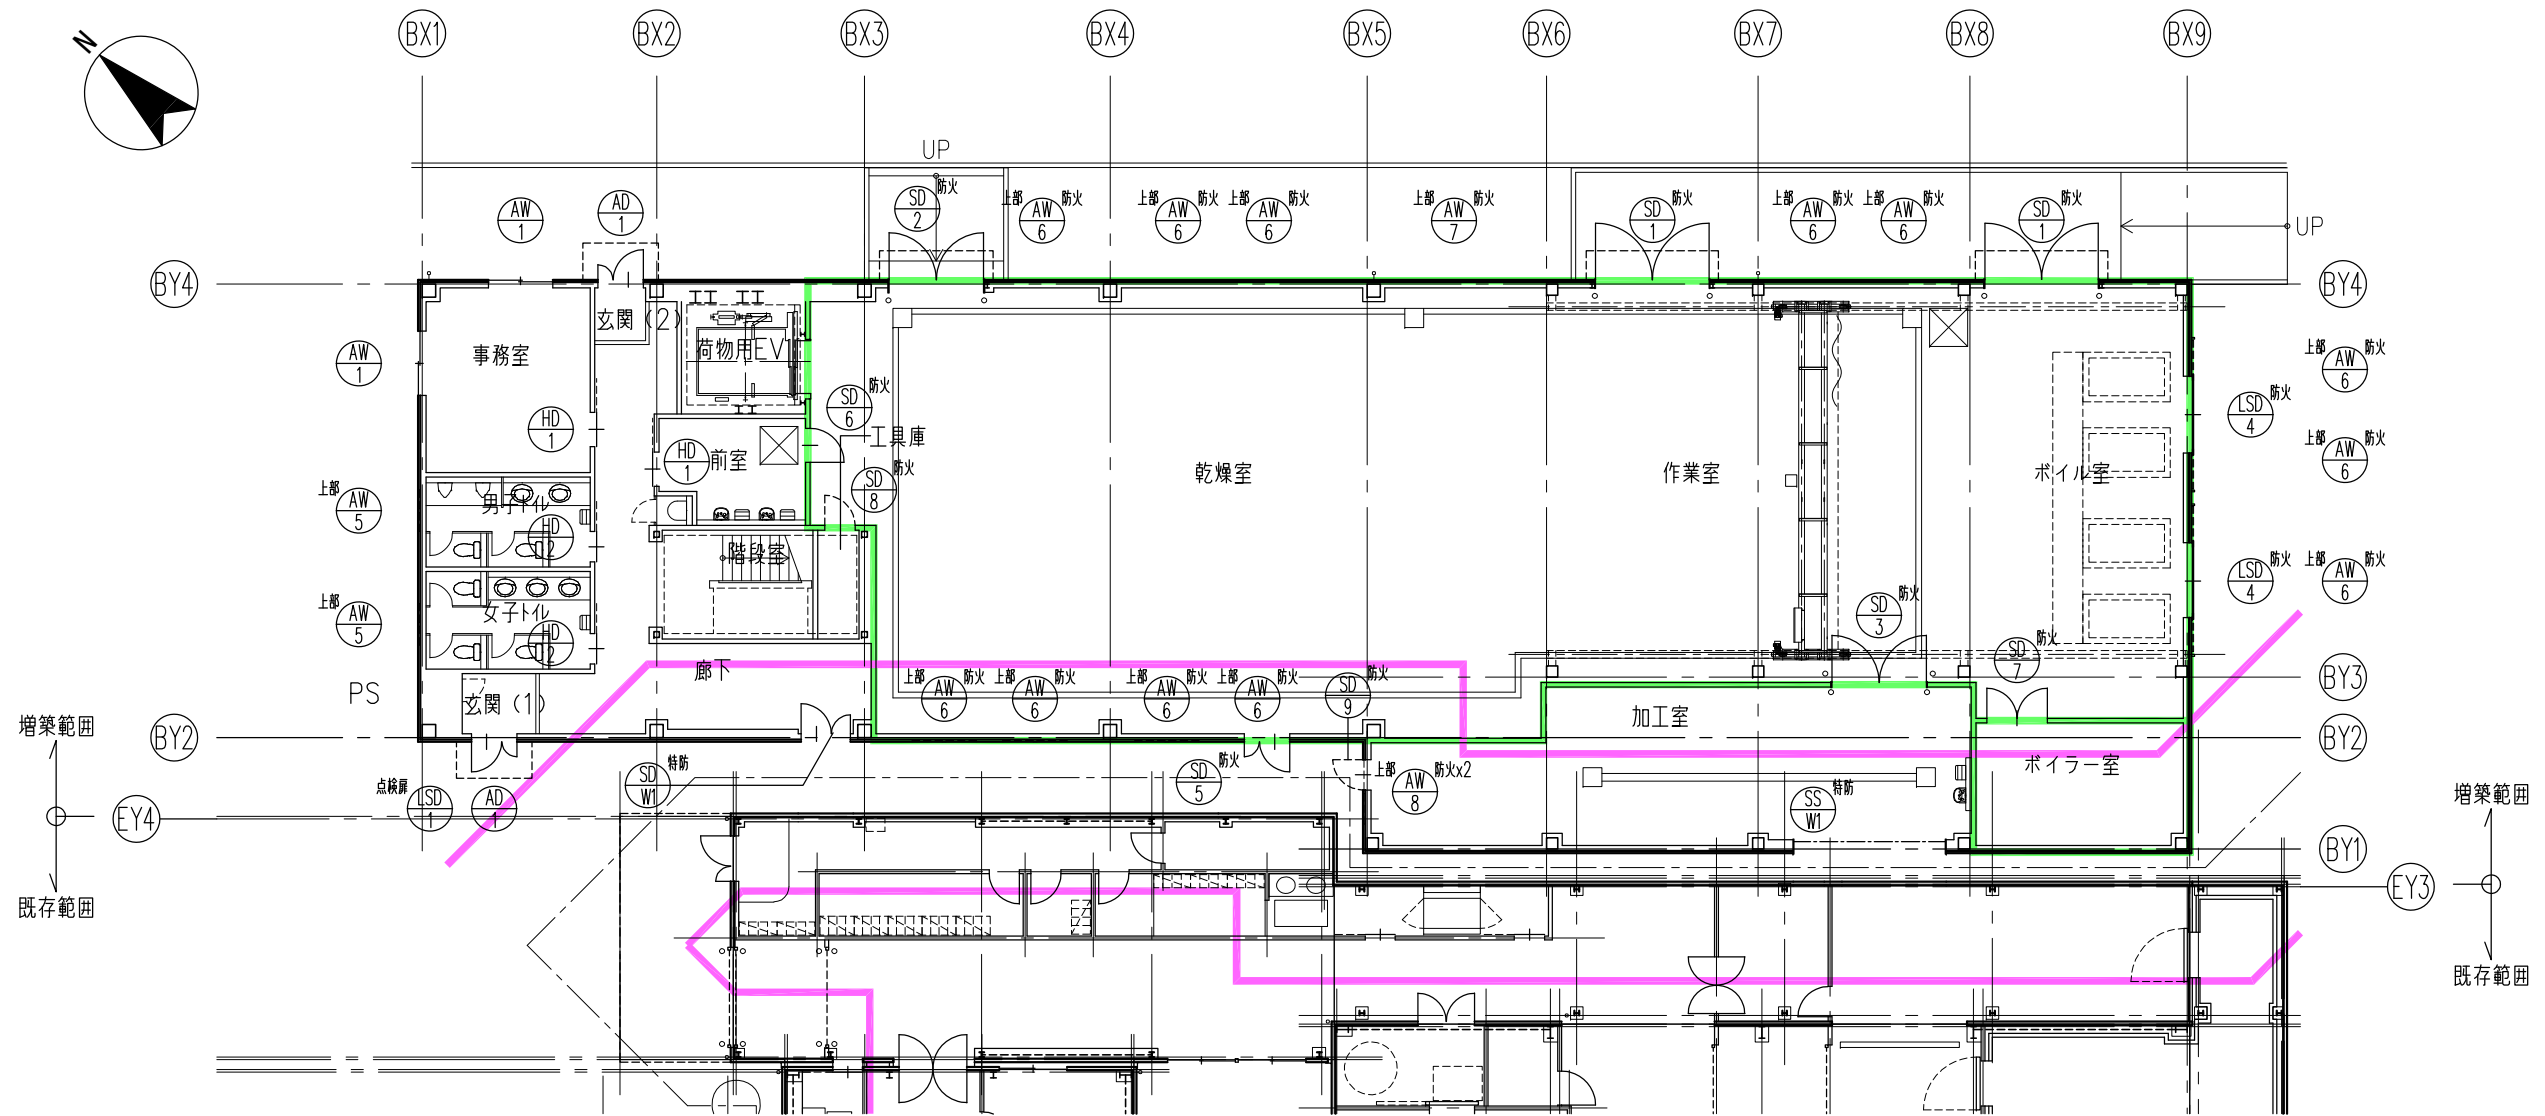 BX1 BX2 BX3 BX4 BX5 BX6 BX7 BX8 BX9
N
UP
防火
SD 2
上部 AW 6 防火
上部 AW 6 防火
上部 AW 6 防火
上部 AW 7 防火
SD 1 防火
上部 AW 6 防火
上部 AW 6 防火
SD 1 防火
AW 1
AD 1
UP
BY4
BY4
玄関(2)
事務室
荷物用EV
AW 1
上部 AW 6 防火
SD 6 防火
LSD 4 防火
HD 1
工具庫
HD 1
前室
上部 AW 6 防火
SD 8 防火
乾燥室
作業室
ボイル室
上部 AW 5
男子トイレ
HD 2
階段室
LSD 4 防火
上部 AW 6 防火
上部 AW 5
女子トイレ
HD 2
SD 3 防火
SD 7 防火
廊下
PS
玄関(1)
上部 AW 6 防火
上部 AW 6 防火
上部 AW 6 防火
上部 AW 6 防火
SD 9 防火
BY3
加工室
増築範囲
BY2
BY2
SD W1 特防
SD 5 防火
上部 AW 8 防火x2
ボイラー室
点検扉
LSD 1
AD 1
SS W1 特防
増築範囲
EY4
BY1
EY3
既存範囲
既存範囲